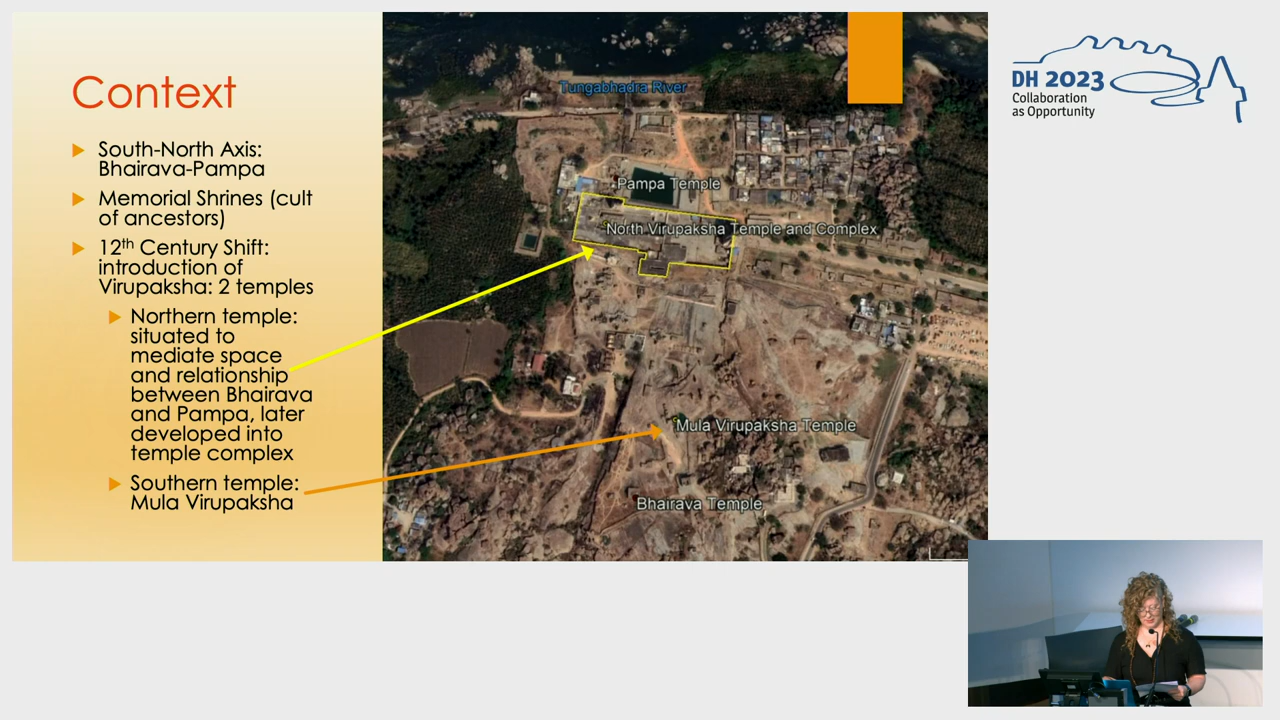 Context
South-North Axis:
Bhairava-Pampa
Memorial Shrines (cult
of ancestors)
12th Century Shift:
introduction of
Virupaksha: 2 temples
Northern temple:
situated to
mediate space
and relationship
between Bhairava
and Pampa, later
developed into
temple complex
Southern temple:
Mula Virupaksha
Tungabhadra River
Pampa Temple
North Virupaksha Temple and Complex
Mula Virupaksha Temple
Bhairava Temple
DH 2023
Collaboration
as Opportunity